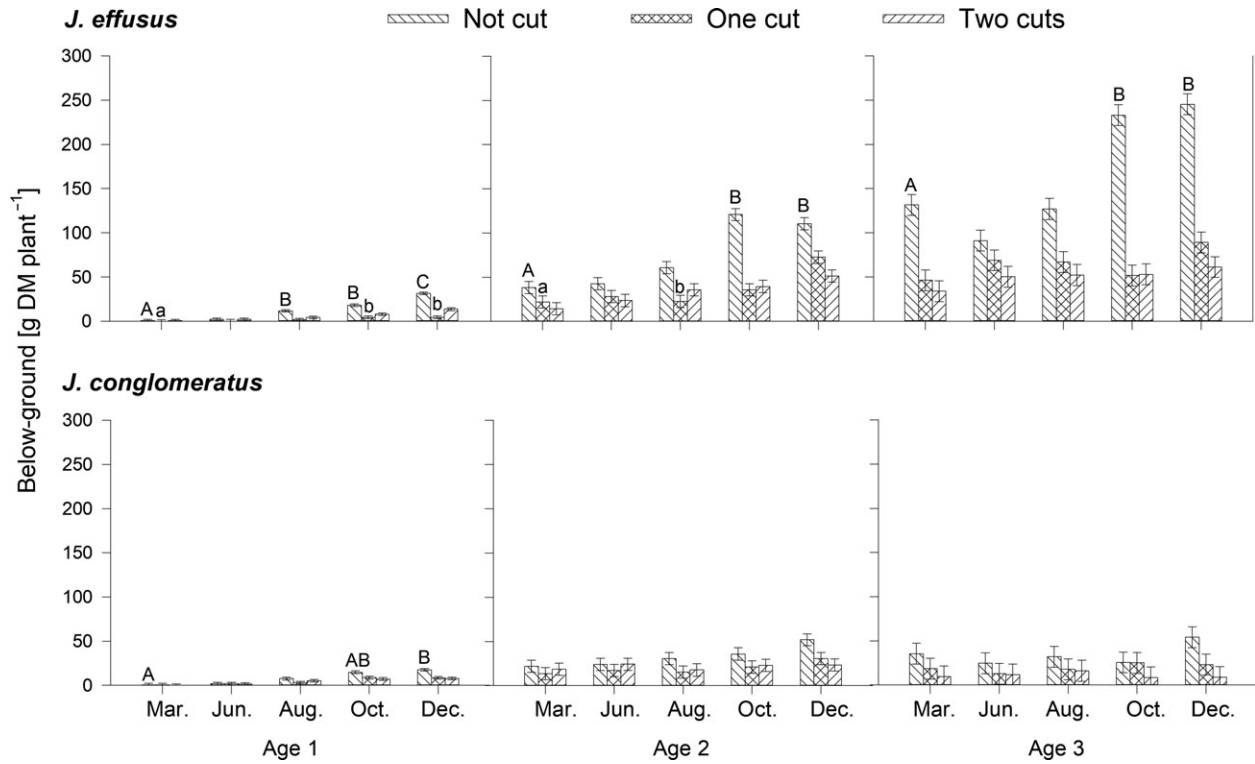 J. effusus
Not cut One cut Two cuts
Below-ground [g DM plant⁻¹]
300
250
200
150
100
50
0
A a B B b C b
A a b B B
A B B
J. conglomeratus
300
250
200
150
100
50
0
A AB B
Mar. Jun. Aug. Oct. Dec. Mar. Jun. Aug. Oct. Dec. Mar. Jun. Aug. Oct. Dec.
Age 1 Age 2 Age 3